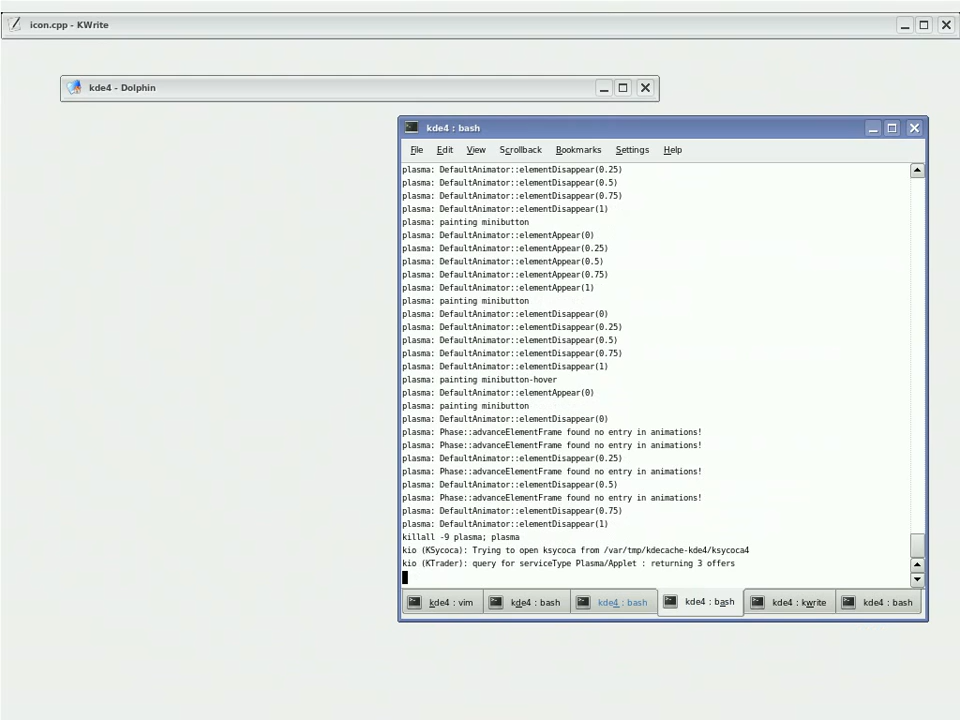 icon.cpp - KWrite
kde4 - Dolphin
kde4 : bash
File Edit View Scrollback Bookmarks Settings Help
plasma: DefaultAnimator::elementDisappear(0.25)
plasma: DefaultAnimator::elementDisappear(0.5)
plasma: DefaultAnimator::elementDisappear(0.75)
plasma: DefaultAnimator::elementDisappear(1)
plasma: painting minibutton
plasma: DefaultAnimator::elementAppear(0)
plasma: DefaultAnimator::elementAppear(0.25)
plasma: DefaultAnimator::elementAppear(0.5)
plasma: DefaultAnimator::elementAppear(0.75)
plasma: DefaultAnimator::elementAppear(1)
plasma: painting minibutton
plasma: DefaultAnimator::elementDisappear(0)
plasma: DefaultAnimator::elementDisappear(0.25)
plasma: DefaultAnimator::elementDisappear(0.5)
plasma: DefaultAnimator::elementDisappear(0.75)
plasma: DefaultAnimator::elementDisappear(1)
plasma: painting minibutton-hover
plasma: DefaultAnimator::elementAppear(0)
plasma: painting minibutton
plasma: DefaultAnimator::elementDisappear(0)
plasma: Phase::advanceElementFrame found no entry in animations!
plasma: Phase::advanceElementFrame found no entry in animations!
plasma: DefaultAnimator::elementDisappear(0.25)
plasma: Phase::advanceElementFrame found no entry in animations!
plasma: DefaultAnimator::elementDisappear(0.5)
plasma: Phase::advanceElementFrame found no entry in animations!
plasma: DefaultAnimator::elementDisappear(0.75)
plasma: DefaultAnimator::elementDisappear(1)
killall -9 plasma; plasma
kio (KSycoca): Trying to open ksycoca from /var/tmp/kdecache-kde4/ksycoca4
kio (KTrader): query for serviceType Plasma/Applet : returning 3 offers
kde4 : vim kde4 : bash kde4 : bash kde4 : bash kde4 : kwrite kde4 : bash